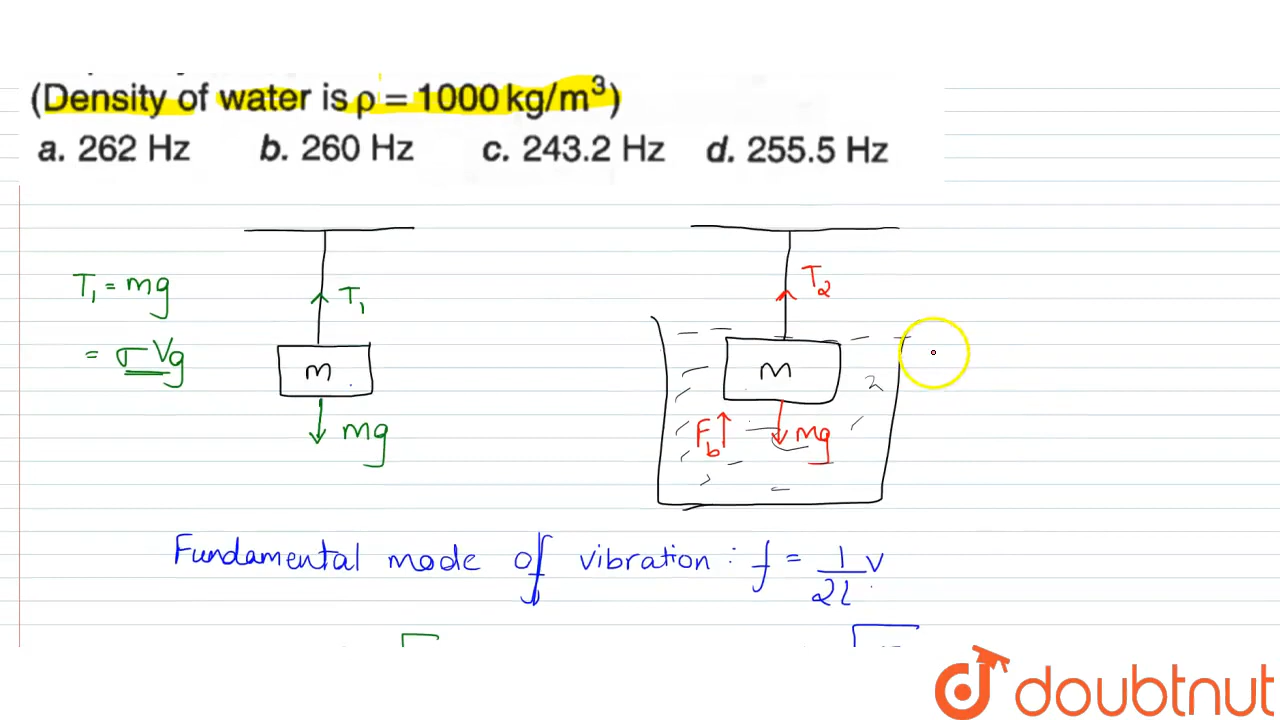 (Density of water is ρ = 1000 kg/m³)
a. 262 Hz b. 260 Hz c. 243.2 Hz d. 255.5 Hz
T₁ = mg
= σVg
T₁
m
mg
T₂
m
F_b
mg
Fundamental mode of vibration : f = 1/2l v
doubtnut